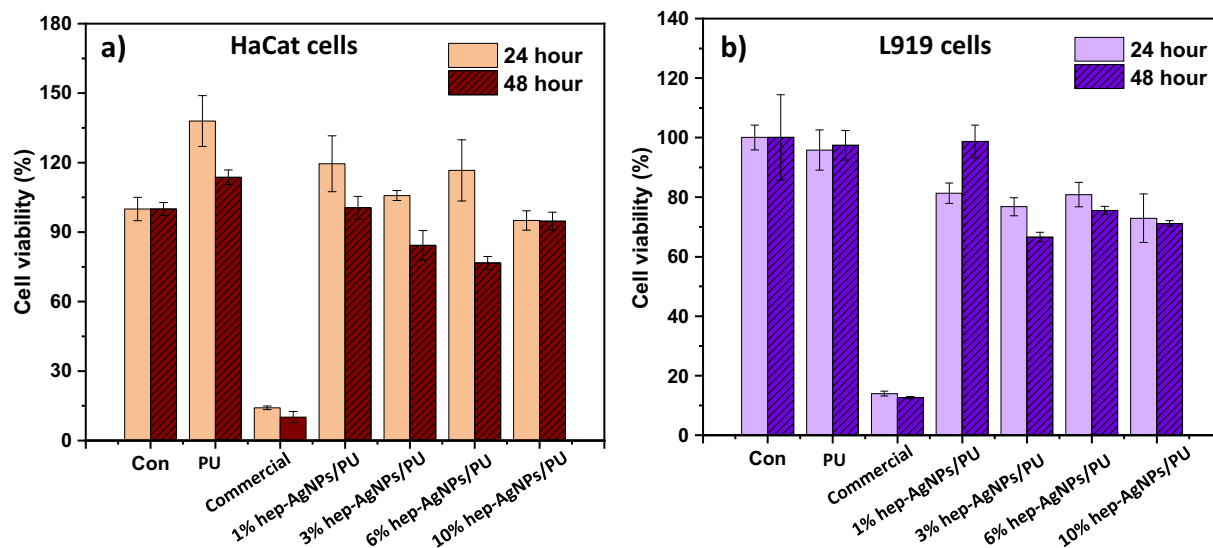 a)
HaCat cells
24 hour
48 hour
Cell viability (%)
180
150
120
90
60
30
0
Con
PU
Commercial
1% hep-AgNPs/PU
3% hep-AgNPs/PU
6% hep-AgNPs/PU
10% hep-AgNPs/PU
b)
L919 cells
24 hour
48 hour
Cell viability (%)
140
120
100
80
60
40
20
0
Con
PU
Commercial
1% hep-AgNPs/PU
3% hep-AgNPs/PU
6% hep-AgNPs/PU
10% hep-AgNPs/PU